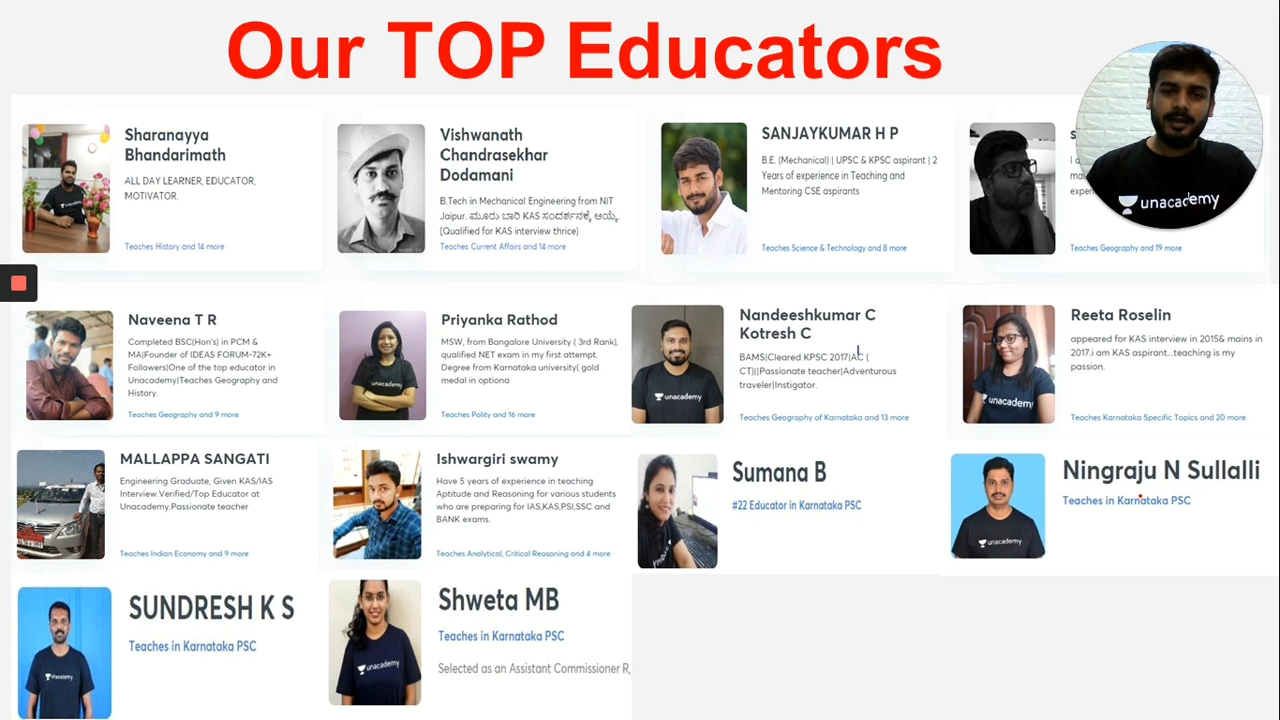 Our TOP Educators
Sharanayya
Bhandarimath
ALL DAY LEARNER, EDUCATOR,
MOTIVATOR.
Teaches History and 14 more
Vishwanath
Chandrasekhar
Dodamani
B.Tech in Mechanical Engineering from NIT
Jaipur. ಮೂರು ಬಾರಿ KAS ಸಂದರ್ಶನಕ್ಕೆ ಆಯ್ಕೆ.
(Qualified for KAS interview thrice)
Teaches Current Affairs and 14 more
SANJAYKUMAR H P
B.E. (Mechanical) | UPSC & KPSC aspirant | 2
Years of experience in Teaching and
Mentoring CSE aspirants
Teaches Science & Technology and 8 more
Teaches Geography and 19 more
unacademy
Naveena T R
Completed BSC(Hon's) in PCM &
MA|Founder of IDEAS FORUM-72K+
Followers|One of the top educator in
Unacademy|Teaches Geography and
History.
Teaches Geography and 9 more
unacademy
Priyanka Rathod
MSW, from Bangalore University ( 3rd Rank),
qualified NET exam in my first attempt.
Degree from Karnataka university( gold
medal in optiona
Teaches Polity and 16 more
unacademy
Nandeeshkumar C
Kotresh C
BAMS|Cleared KPSC 2017|AC (
CT)||Passionate teacher|Adventurous
traveler|Instigator.
Teaches Geography of Karnataka and 13 more
unacademy
Reeta Roselin
appeared for KAS interview in 2015& mains in
2017.i am KAS aspirant...teaching is my
passion.
Teaches Karnataka Specific Topics and 20 more
MALLAPPA SANGATI
Engineering Graduate, Given KAS/IAS
Interview.Verified/Top Educator at
Unacademy.Passionate teacher
Teaches Indian Economy and 9 more
Ishwargiri swamy
Have 5 years of experience in teaching
Aptitude and Reasoning for various students
who are preparing for IAS,KAS,PSI,SSC and
BANK exams.
Teaches Analytical, Critical Reasoning and 4 more
Sumana B
#22 Educator in Karnataka PSC
unacademy
Ningraju N Sullalli
Teaches in Karnataka PSC
unacademy
SUNDRESH K S
Teaches in Karnataka PSC
unacademy
Shweta MB
Teaches in Karnataka PSC
Selected as an Assistant Commissioner R,